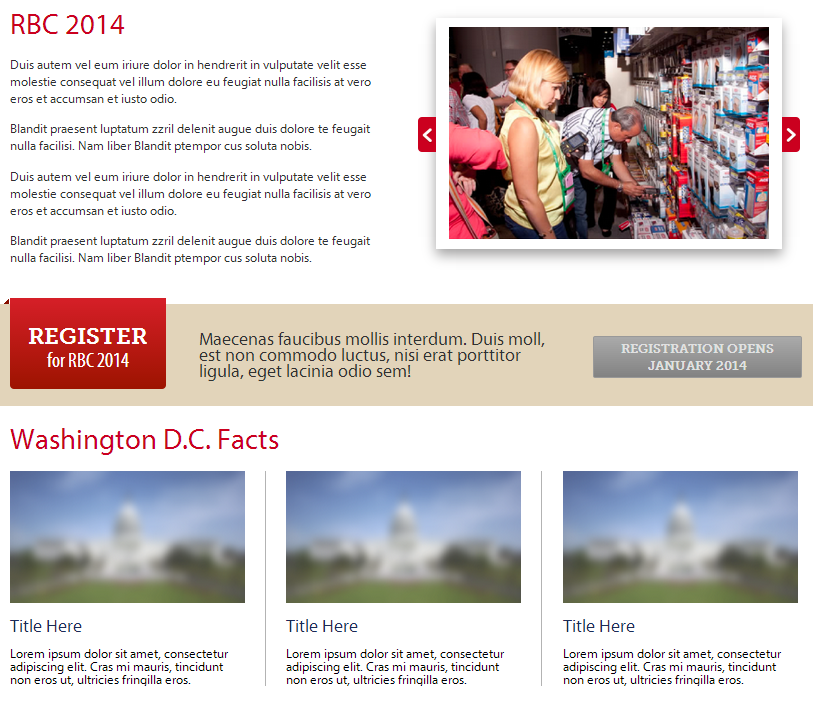 RBC 2014
Duis autem vel eum iriure dolor in hendrerit in vulputate velit esse
molestie consequat vel illum dolore eu feugiat nulla facilisis at vero
eros et accumsan et iusto odio.
Blandit praesent luptatum zzril delenit augue duis dolore te feugait
nulla facilisi. Nam liber Blandit ptempor cus soluta nobis.
Duis autem vel eum iriure dolor in hendrerit in vulputate velit esse
molestie consequat vel illum dolore eu feugiat nulla facilisis at vero
eros et accumsan et iusto odio.
Blandit praesent luptatum zzril delenit augue duis dolore te feugait
nulla facilisi. Nam liber Blandit ptempor cus soluta nobis.
REGISTER
for RBC 2014
Maecenas faucibus mollis interdum. Duis moll,
est non commodo luctus, nisi erat porttitor
ligula, eget lacinia odio sem!
REGISTRATION OPENS
JANUARY 2014
Washington D.C. Facts
Title Here
Lorem ipsum dolor sit amet, consectetur
adipiscing elit. Cras mi mauris, tincidunt
non eros ut, ultricies fringilla eros.
Title Here
Lorem ipsum dolor sit amet, consectetur
adipiscing elit. Cras mi mauris, tincidunt
non eros ut, ultricies fringilla eros.
Title Here
Lorem ipsum dolor sit amet, consectetur
adipiscing elit. Cras mi mauris, tincidunt
non eros ut, ultricies fringilla eros.